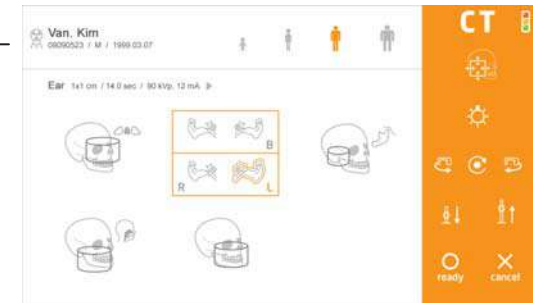 Van. Kim
CT
09090523 / M / 1999.03.07
Ear 1x1 cm / 14.0 sec / 90 kVp, 12 mA
B
R
L
ready
cancel